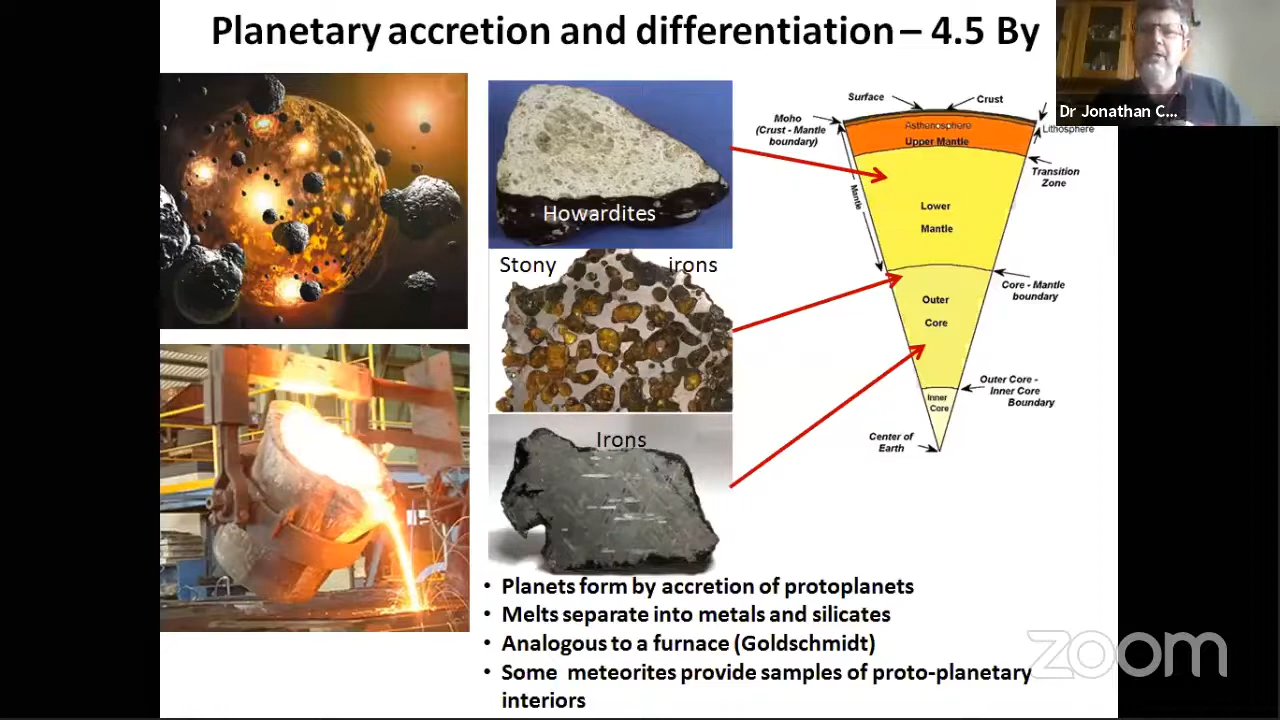 Planetary accretion and differentiation – 4.5 By
Dr Jonathan C...
Howardites
Stony irons
Irons
Surface
Crust
Moho
(Crust - Mantle
boundary)
Asthenosphere
Lithosphere
Upper Mantle
Transition
Zone
Mantle
Lower
Mantle
Core - Mantle
boundary
Outer
Core
Outer Core -
Inner Core
Boundary
Inner
Core
Center of
Earth
• Planets form by accretion of protoplanets
• Melts separate into metals and silicates
• Analogous to a furnace (Goldschmidt)
• Some meteorites provide samples of proto-planetary
interiors
zoom